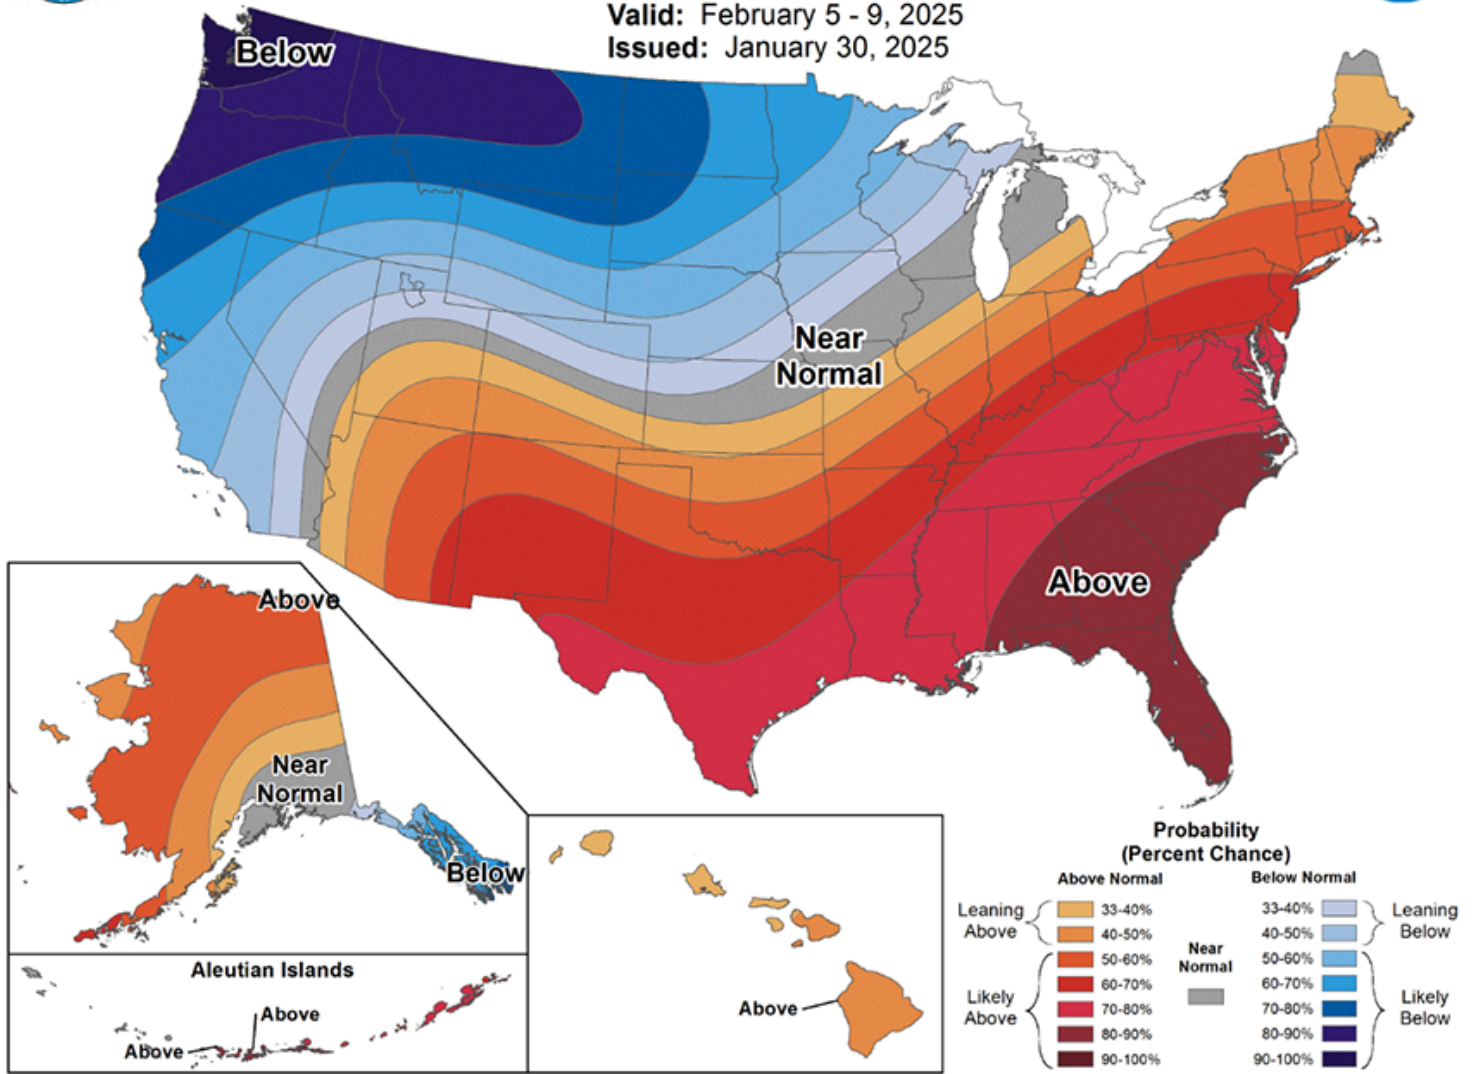 Valid: February 5 - 9, 2025
Issued: January 30, 2025
Below
Near
Normal
Above
Above
Near
Normal
Below
Aleutian Islands
Above
Above
Above
Probability
(Percent Chance)
Above Normal
Below Normal
Leaning
Above
33-40%
40-50%
Likely
Above
50-60%
60-70%
70-80%
80-90%
90-100%
Near
Normal
33-40%
40-50%
Leaning
Below
50-60%
60-70%
70-80%
80-90%
90-100%
Likely
Below